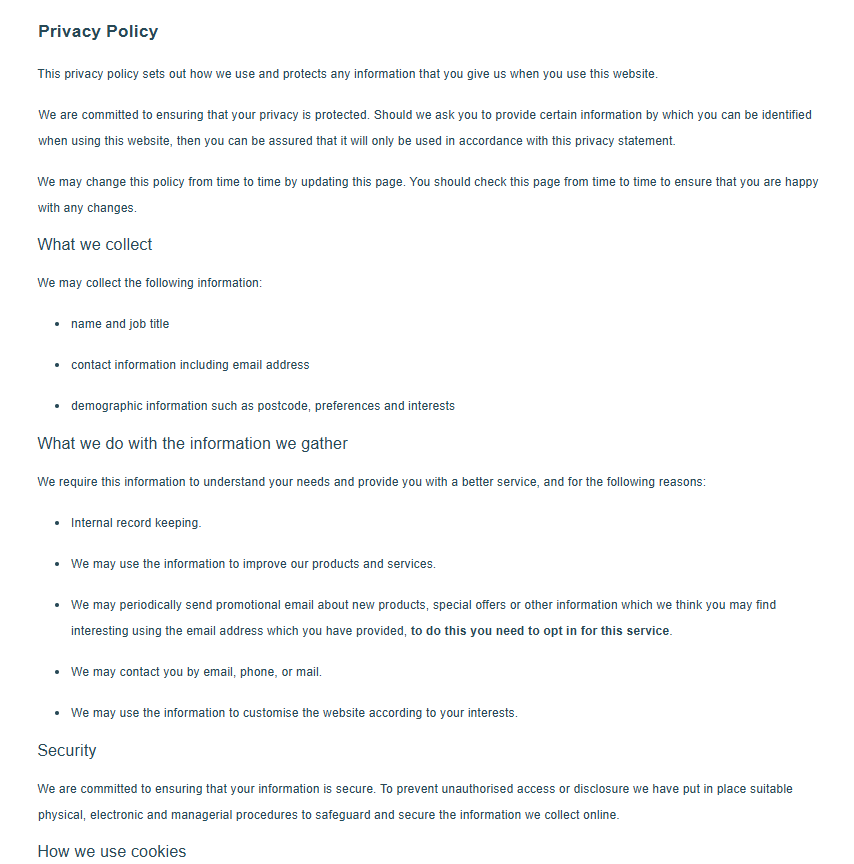 Privacy Policy
This privacy policy sets out how we use and protects any information that you give us when you use this website.
We are committed to ensuring that your privacy is protected. Should we ask you to provide certain information by which you can be identified
when using this website, then you can be assured that it will only be used in accordance with this privacy statement.
We may change this policy from time to time by updating this page. You should check this page from time to time to ensure that you are happy
with any changes.
What we collect
We may collect the following information:
• name and job title
• contact information including email address
• demographic information such as postcode, preferences and interests
What we do with the information we gather
We require this information to understand your needs and provide you with a better service, and for the following reasons:
• Internal record keeping.
• We may use the information to improve our products and services.
• We may periodically send promotional email about new products, special offers or other information which we think you may find
interesting using the email address which you have provided, to do this you need to opt in for this service.
• We may contact you by email, phone, or mail.
• We may use the information to customise the website according to your interests.
Security
We are committed to ensuring that your information is secure. To prevent unauthorised access or disclosure we have put in place suitable
physical, electronic and managerial procedures to safeguard and secure the information we collect online.
How we use cookies